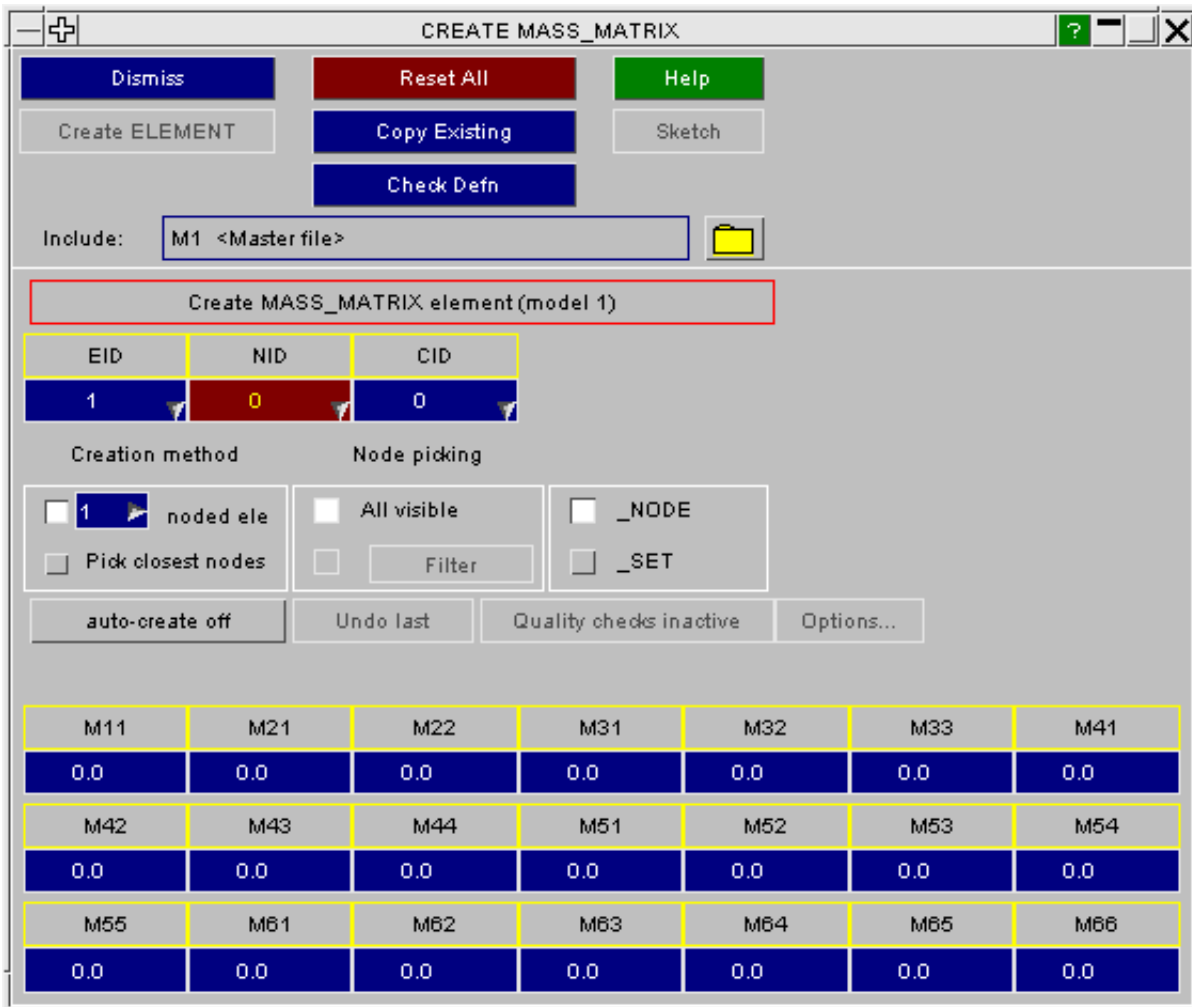 CREATE MASS_MATRIX ?
Dismiss Reset All Help
Create ELEMENT Copy Existing Sketch
Check Defn
Include: M1 <Master file>
Create MASS_MATRIX element (model 1)
EID NID CID
1 0 0
Creation method Node picking
1 noded ele All visible _NODE
Pick closest nodes Filter _SET
auto-create off Undo last Quality checks inactive Options...
M11 M21 M22 M31 M32 M33 M41
0.0 0.0 0.0 0.0 0.0 0.0 0.0
M42 M43 M44 M51 M52 M53 M54
0.0 0.0 0.0 0.0 0.0 0.0 0.0
M55 M61 M62 M63 M64 M65 M66
0.0 0.0 0.0 0.0 0.0 0.0 0.0